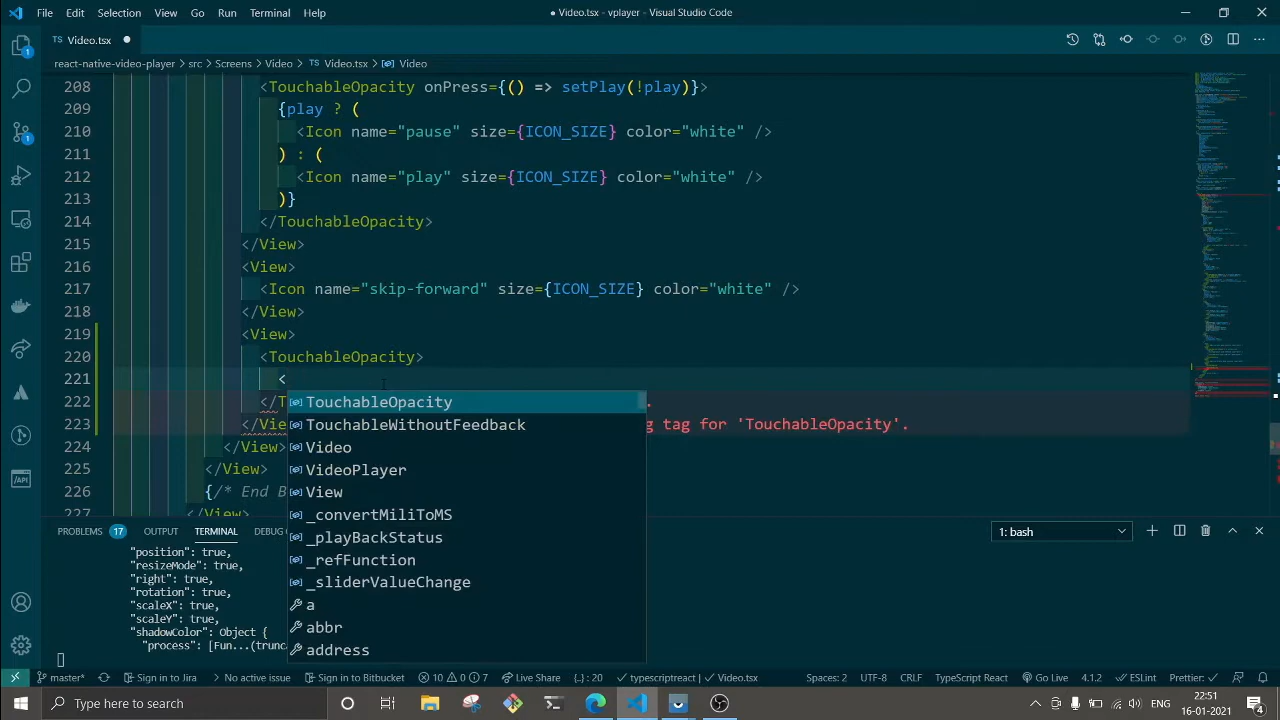 File Edit Selection View Go Run Terminal Help
● Video.tsx - vplayer - Visual Studio Code
TS Video.tsx ●
react-native-video-player > src > Screens > Video > TS Video.tsx > Video
208 <TouchableOpacity onPress={() => setPlay(!play)}>
209 {play ? (
210 <Icon name="pause" size={ICON_SIZE} color="white" />
211 ) : (
212 <Icon name="play" size={ICON_SIZE} color="white" />
213 )}
214 </TouchableOpacity>
215 </View>
216 <View>
217 <Icon name="skip-forward" size={ICON_SIZE} color="white"
218 </View>
219 <View>
220 <TouchableOpacity>
221 <
222 </T
223 </Vie g tag for 'TouchableOpacity'.
224 </View>
225 </View>
226 {/* End B
227 </View>
TouchableOpacity
TouchableWithoutFeedback
Video
VideoPlayer
View
_convertMiliToMS
_playBackStatus
_refFunction
_sliderValueChange
a
abbr
address
PROBLEMS 17 OUTPUT TERMINAL DEBUG
1: bash
"position": true,
"resizeMode": true,
"right": true,
"rotation": true,
"scaleX": true,
"scaleY": true,
"shadowColor": Object {
"process": [Fun...(trunca
master* Sign in to Jira No active issue Sign in to Bitbucket 0 7 Live Share {..} : 20 typescriptreact | Video.tsx Spaces: 2 UTF-8 CRLF TypeScript React Go Live 4.1.2 ESLint Prettier: ✓
Type here to search
ENG
22:51
16-01-2021